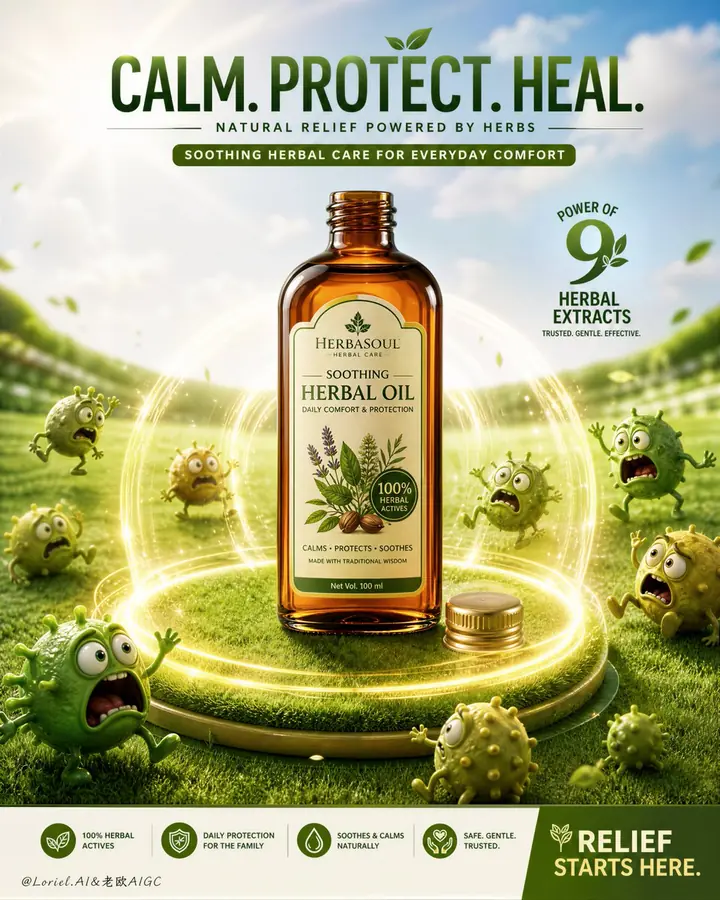 CALM. PROTECT. HEAL.
NATURAL RELIEF POWERED BY HERBS
SOOTHING HERBAL CARE FOR EVERYDAY COMFORT
POWER OF
9
HERBAL
EXTRACTS
TRUSTED. GENTLE. EFFECTIVE.
HERBASOUL
HERBAL CARE
SOOTHING
HERBAL OIL
DAILY COMFORT & PROTECTION
100%
HERBAL
ACTIVES
CALMS • PROTECTS • SOOTHES
MADE WITH TRADITIONAL WISDOM
Net Vol. 100 ml
100% HERBAL
ACTIVES
DAILY PROTECTION
FOR THE FAMILY
SOOTHES & CALMS
NATURALLY
SAFE. GENTLE.
TRUSTED.
RELIEF
STARTS HERE.
@Loriel.AI&老欧AIGC